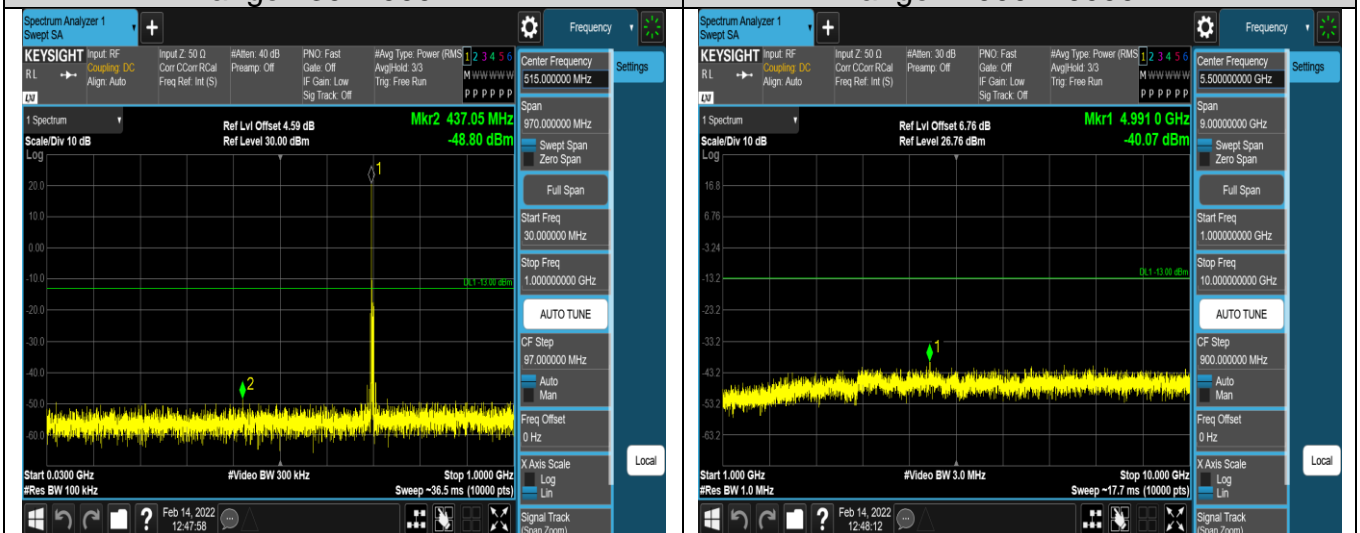 Spectrum Analyzer 1
Swept SA
+
Frequency
KEYSIGHT
Input: RF
Coupling: DC
Align: Auto
Input Z: 50 Ω
Corr CCorr RCal
Freq Ref: Int (S)
#Atten: 40 dB
Preamp: Off
PNO: Fast
Gate: Off
IF Gain: Low
Sig Track: Off
#Avg Type: Power (RMS
Avg|Hold: 3/3
Trig: Free Run
1 2 3 4 5 6
M W W W W W
P P P P P P
R L
LXI
Center Frequency
515.000000 MHz
Settings
1 Spectrum
Scale/Div 10 dB
Log
Ref Lvl Offset 4.59 dB
Ref Level 30.00 dBm
Mkr2 437.05 MHz
-48.80 dBm
Span
970.000000 MHz
Swept Span
Zero Span
Full Span
Start Freq
30.000000 MHz
Stop Freq
1.000000000 GHz
AUTO TUNE
CF Step
97.000000 MHz
Auto
Man
Freq Offset
0 Hz
X Axis Scale
Log
Lin
Signal Track
(Span Zoom)
Local
20.0
10.0
0.00
-10.0
-20.0
-30.0
-40.0
-50.0
-60.0
1
2
DL1 -13.00 dBm
Start 0.0300 GHz
#Res BW 100 kHz
#Video BW 300 kHz
Stop 1.0000 GHz
Sweep ~36.5 ms (10000 pts)
?
Feb 14, 2022
12:47:58
Spectrum Analyzer 1
Swept SA
+
Frequency
KEYSIGHT
Input: RF
Coupling: DC
Align: Auto
Input Z: 50 Ω
Corr CCorr RCal
Freq Ref: Int (S)
#Atten: 30 dB
Preamp: Off
PNO: Fast
Gate: Off
IF Gain: Low
Sig Track: Off
#Avg Type: Power (RMS
Avg|Hold: 3/3
Trig: Free Run
1 2 3 4 5 6
M W W W W W
P P P P P P
R L
LXI
Center Frequency
5.500000000 GHz
Settings
1 Spectrum
Scale/Div 10 dB
Log
Ref Lvl Offset 6.76 dB
Ref Level 26.76 dBm
Mkr1 4.991 0 GHz
-40.07 dBm
Span
9.00000000 GHz
Swept Span
Zero Span
Full Span
Start Freq
1.000000000 GHz
Stop Freq
10.000000000 GHz
AUTO TUNE
CF Step
900.000000 MHz
Auto
Man
Freq Offset
0 Hz
X Axis Scale
Log
Lin
Signal Track
(Span Zoom)
Local
16.8
6.76
-3.24
-13.2
-23.2
-33.2
-43.2
-53.2
-63.2
1
DL1 -13.00 dBm
Start 1.000 GHz
#Res BW 1.0 MHz
#Video BW 3.0 MHz
Stop 10.000 GHz
Sweep ~17.7 ms (10000 pts)
?
Feb 14, 2022
12:48:12